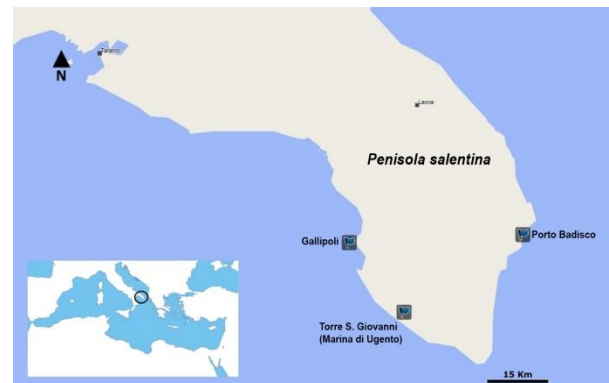 Taranto
N
Lecce
Penisola salentina
Gallipoli
Porto Badisco
Torre S. Giovanni
(Marina di Ugento)
15 Km